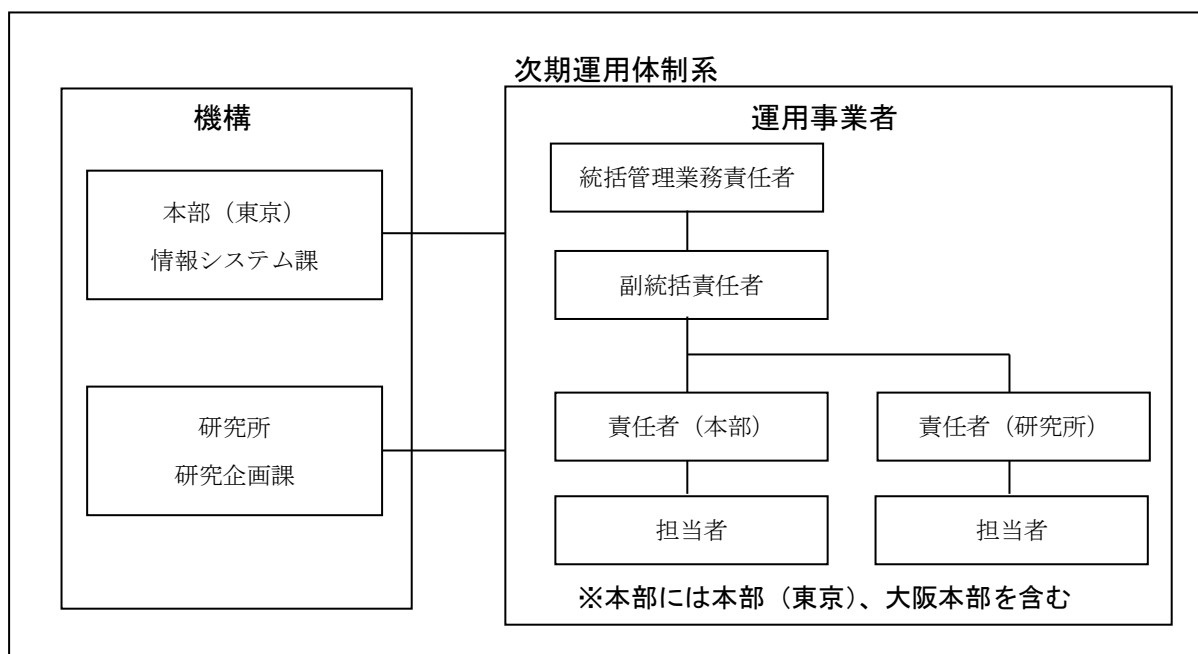 次期運用体制系
機構
本部（東京）
情報システム課
研究所
研究企画課
運用事業者
統括管理業務責任者
副統括責任者
責任者（本部）
責任者（研究所）
担当者
担当者
※本部には本部（東京）、大阪本部を含む